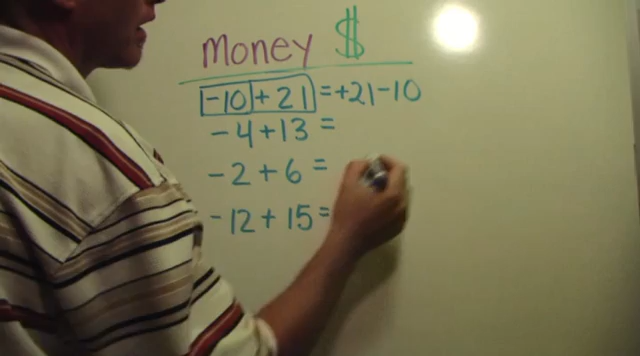 Money $
-10 + 21 = +21-10
-4 + 13 =
-2 + 6 =
-12 + 15 =